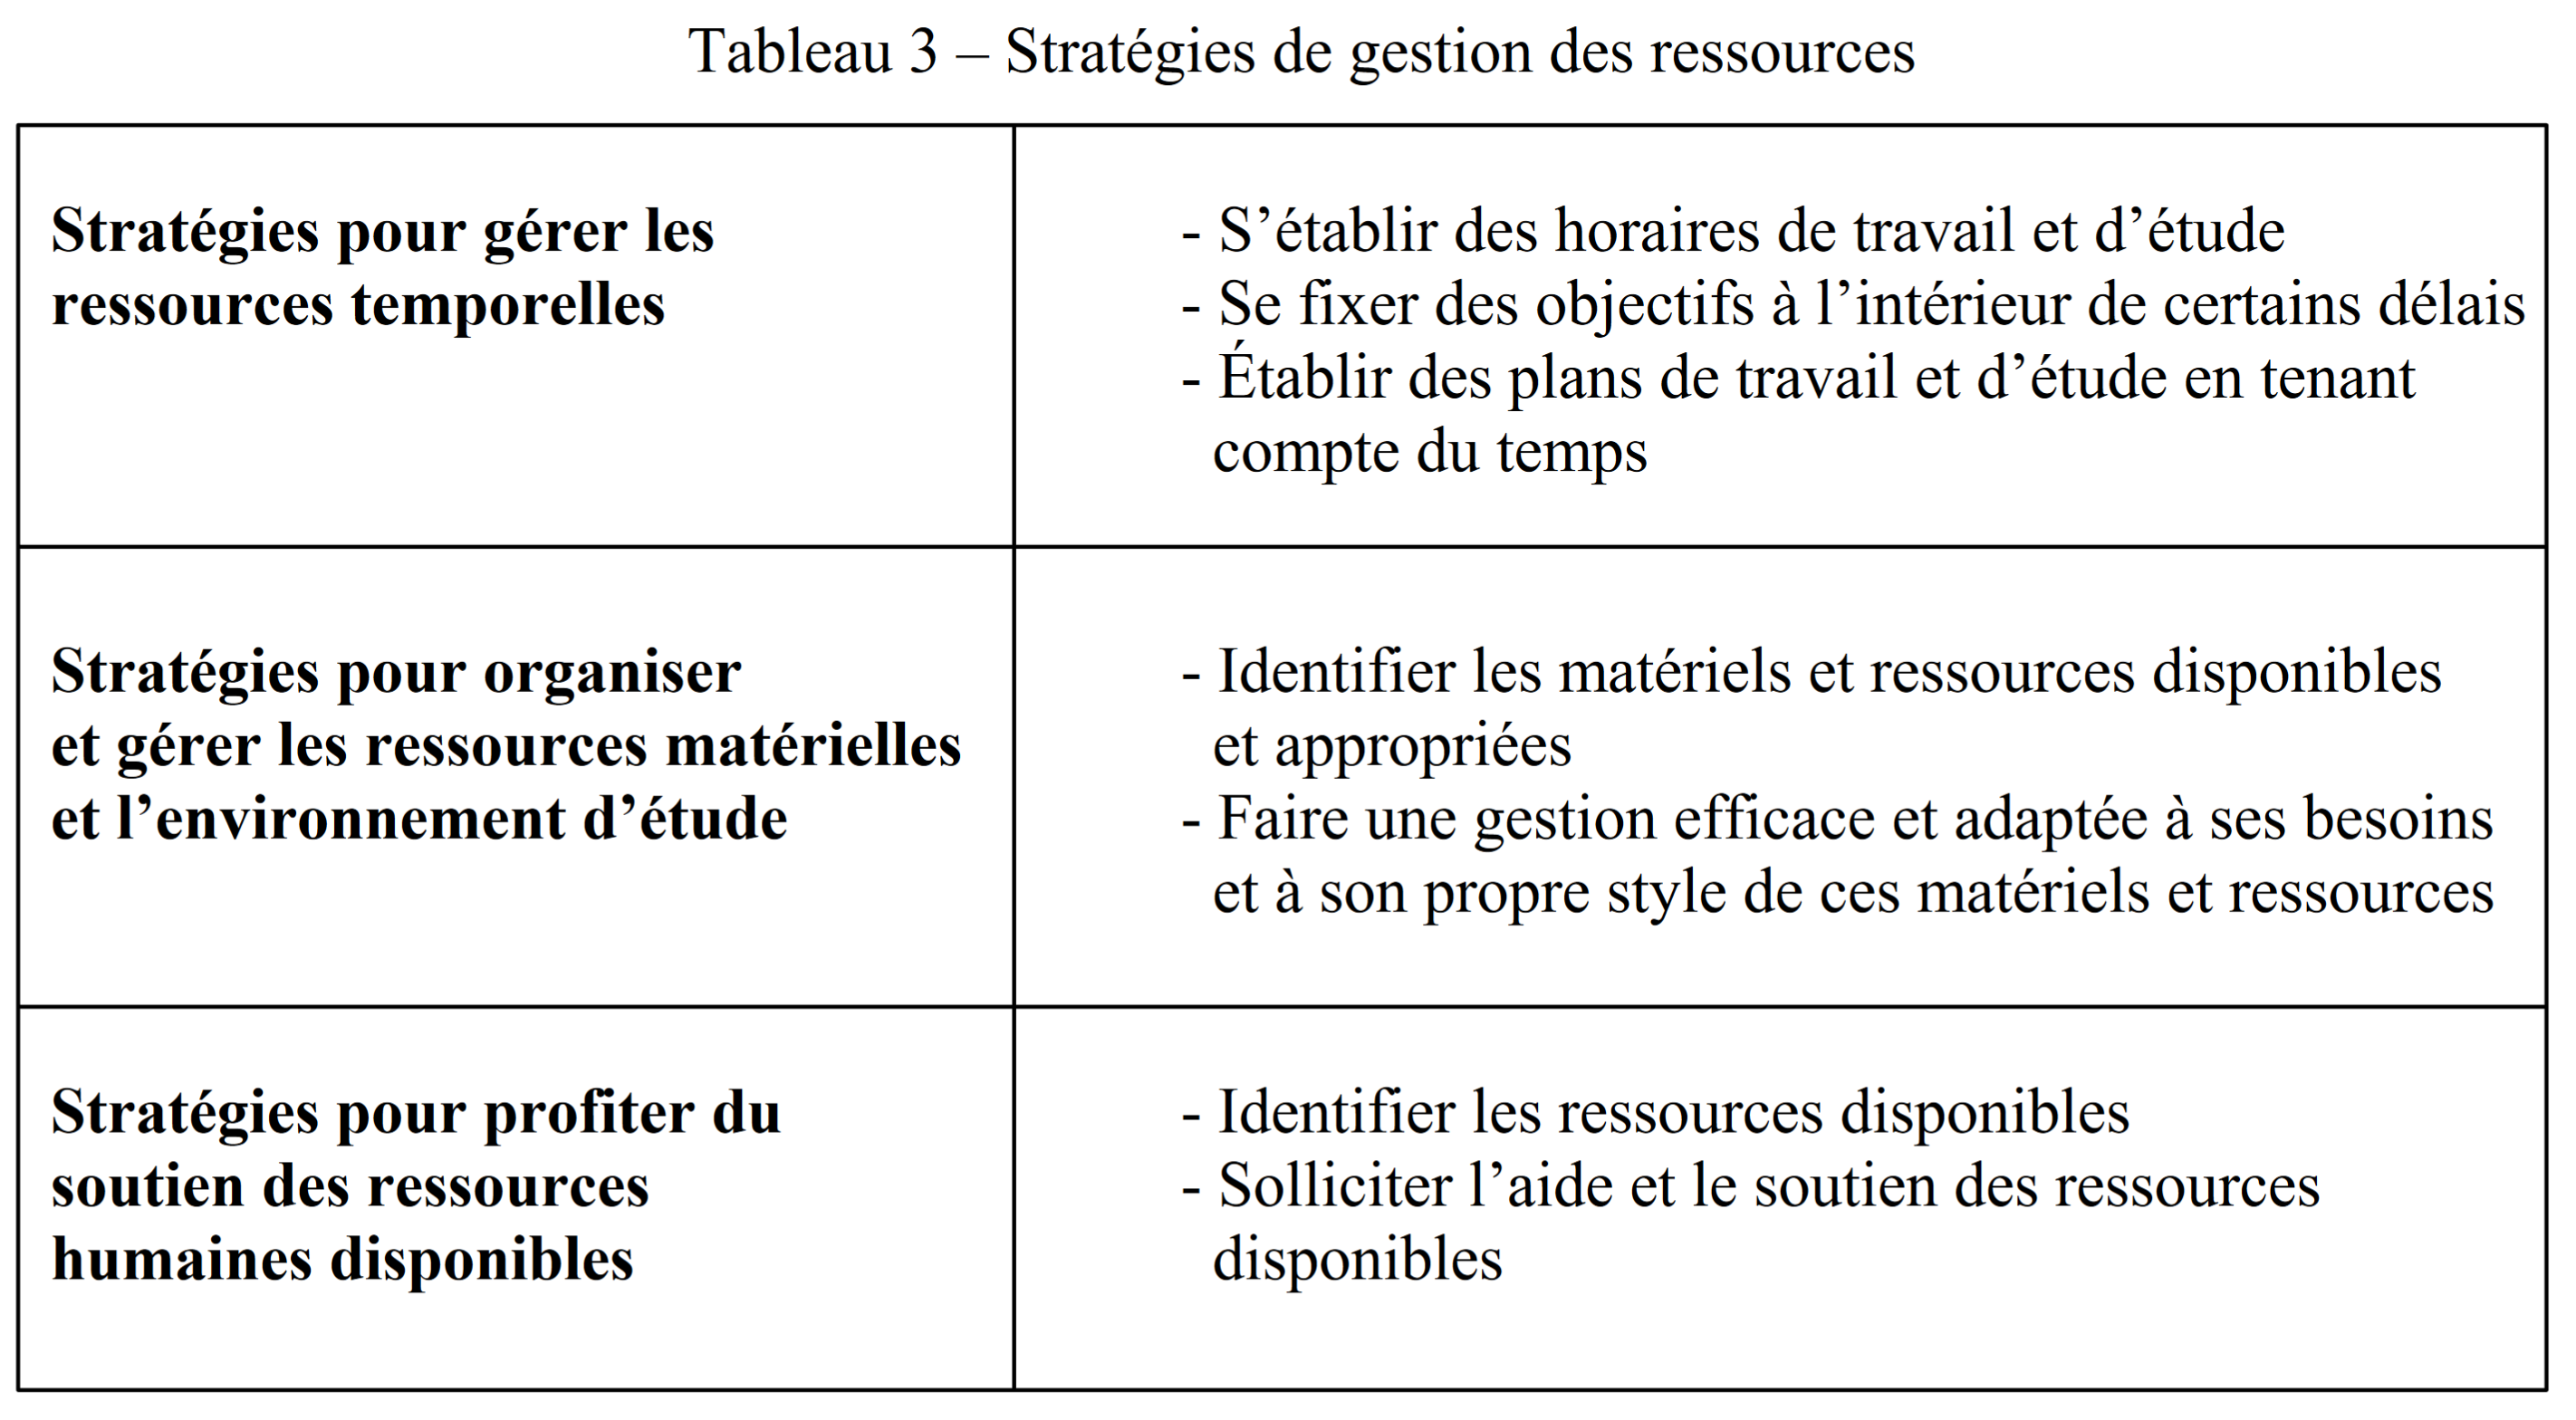 Tableau 3 – Stratégies de gestion des ressources
Stratégies pour gérer les
ressources temporelles
- S’établir des horaires de travail et d’étude
- Se fixer des objectifs à l’intérieur de certains délais
- Établir des plans de travail et d’étude en tenant
compte du temps
Stratégies pour organiser
et gérer les ressources matérielles
et l’environnement d’étude
- Identifier les matériels et ressources disponibles
et appropriées
- Faire une gestion efficace et adaptée à ses besoins
et à son propre style de ces matériels et ressources
Stratégies pour profiter du
soutien des ressources
humaines disponibles
- Identifier les ressources disponibles
- Solliciter l’aide et le soutien des ressources
disponibles